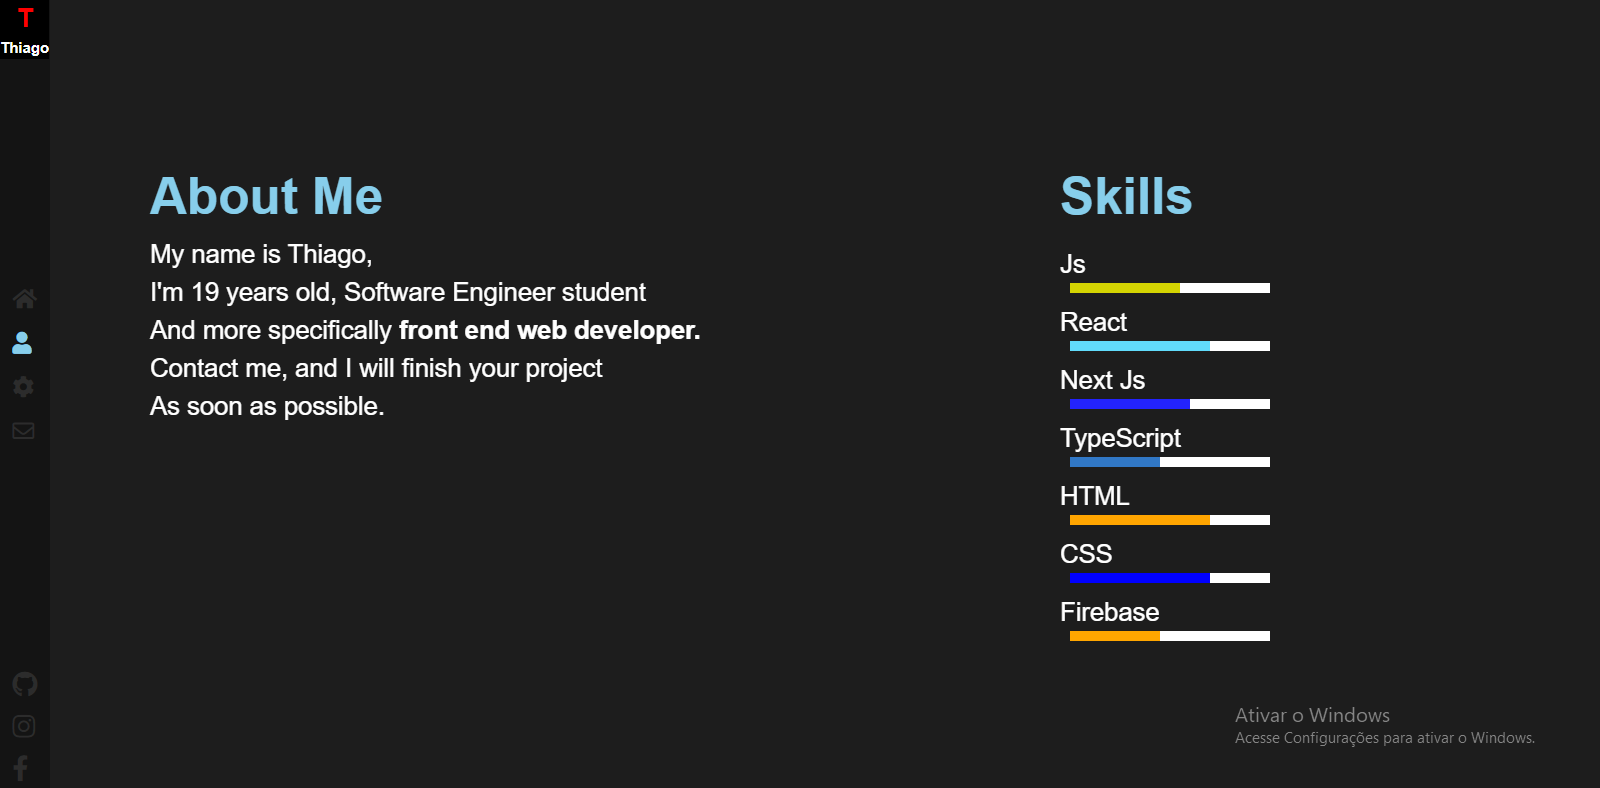 T
Thiago
About Me
My name is Thiago,
I'm 19 years old, Software Engineer student
And more specifically front end web developer.
Contact me, and I will finish your project
As soon as possible.
Skills
Js
React
Next Js
TypeScript
HTML
CSS
Firebase
Ativar o Windows
Acesse Configurações para ativar o Windows.